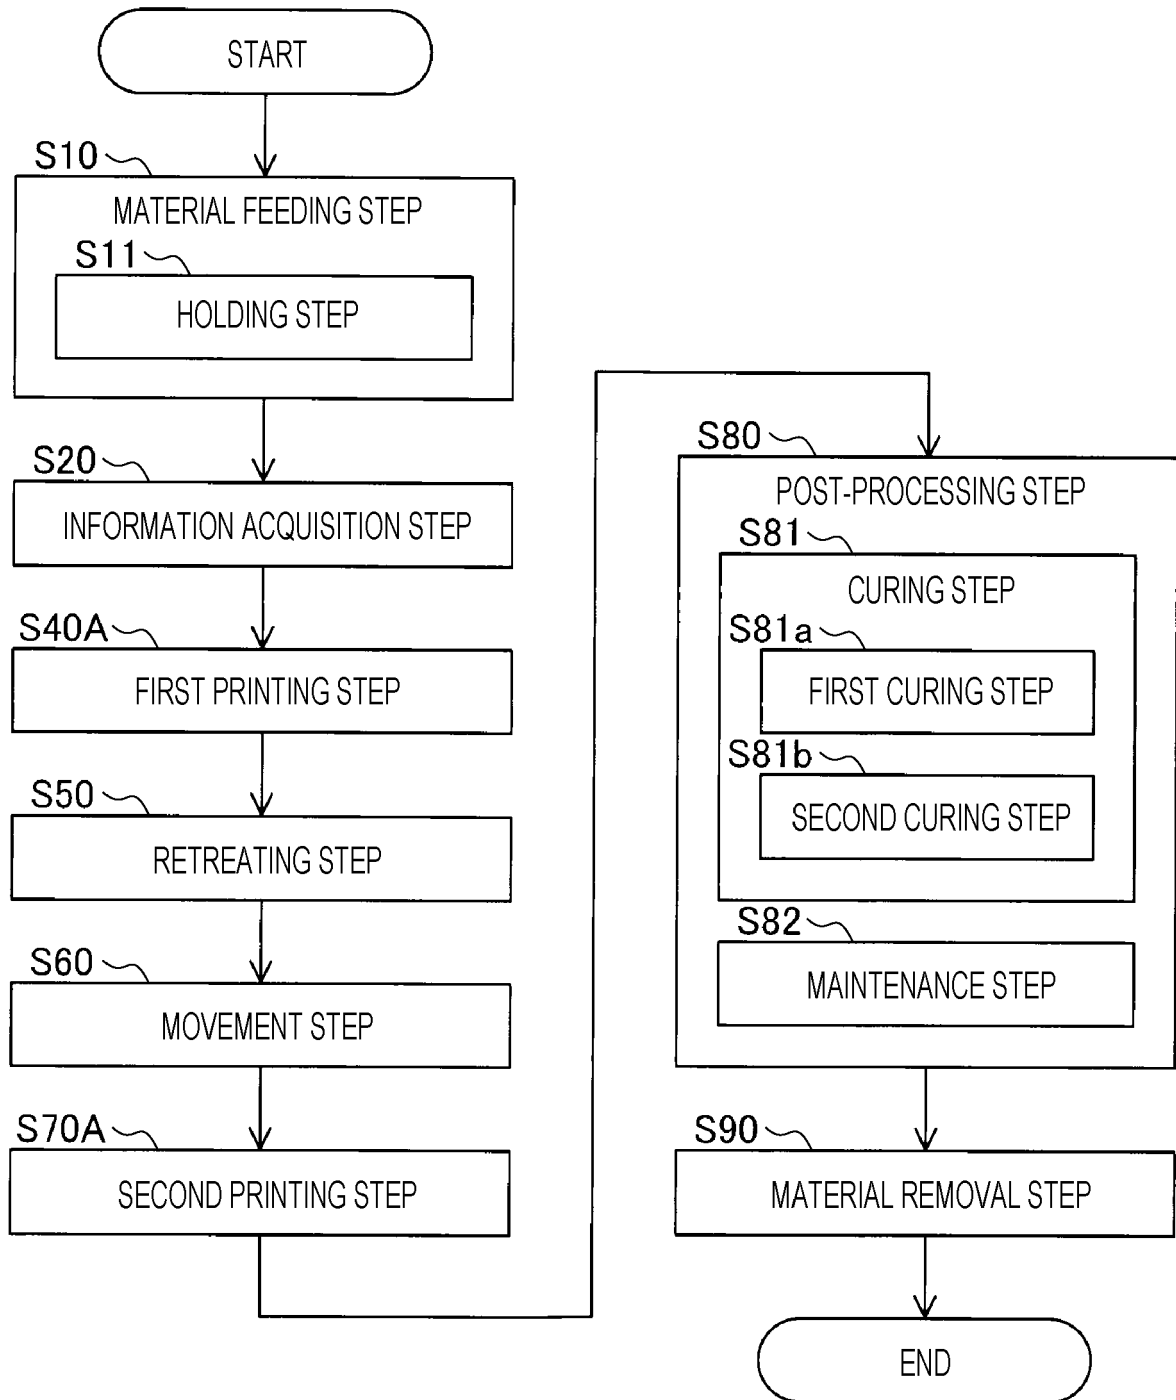 START
S10
MATERIAL FEEDING STEP
S11
HOLDING STEP
S20
INFORMATION ACQUISITION STEP
S40A
FIRST PRINTING STEP
S50
RETREATING STEP
S60
MOVEMENT STEP
S70A
SECOND PRINTING STEP
S80
POST-PROCESSING STEP
S81
CURING STEP
S81a
FIRST CURING STEP
S81b
SECOND CURING STEP
S82
MAINTENANCE STEP
S90
MATERIAL REMOVAL STEP
END